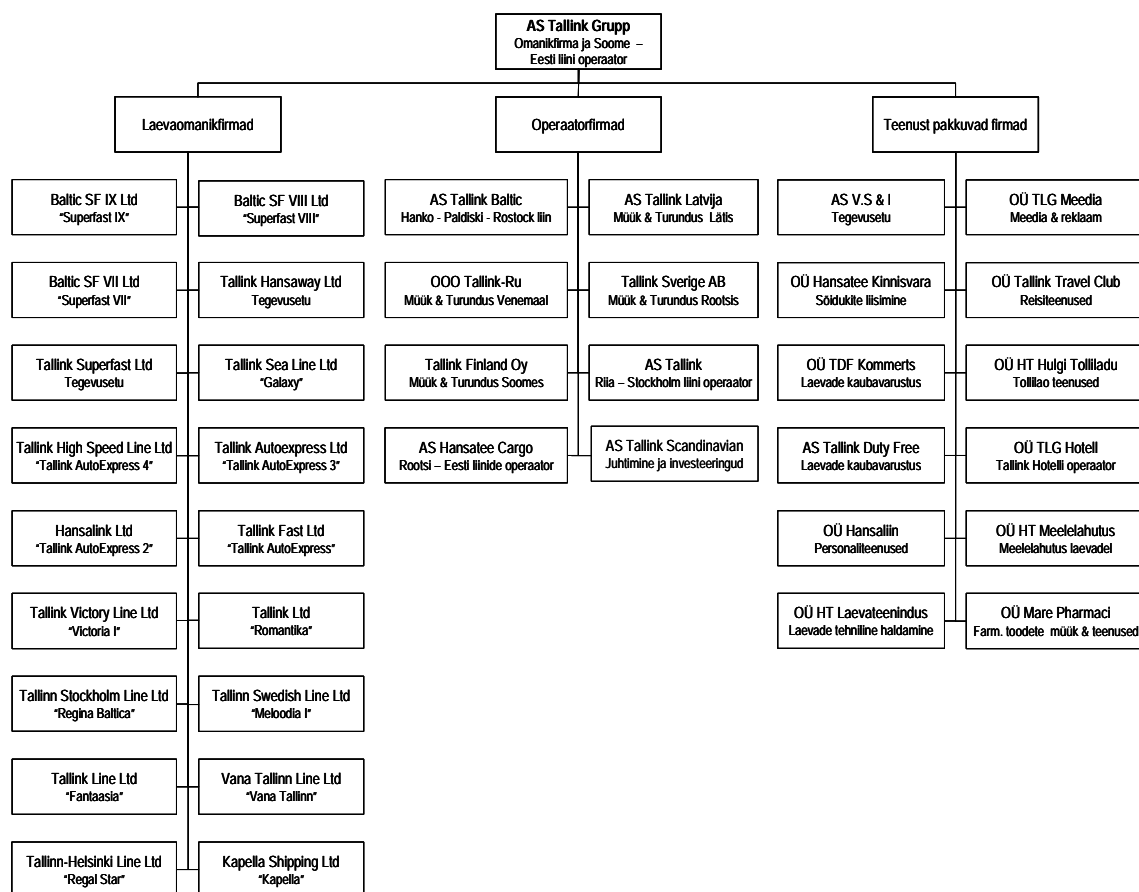 AS Tallink Grupp
Omanikfirma ja Soome –
Eesti liini operaator
Laevaomanikfirmad
Operaatorfirmad
Teenust pakkuvad firmad
Baltic SF IX Ltd
"Superfast IX"
Baltic SF VIII Ltd
"Superfast VIII"
Baltic SF VII Ltd
"Superfast VII"
Tallink Hansaway Ltd
Tegevusetu
Tallink Superfast Ltd
Tegevusetu
Tallink Sea Line Ltd
"Galaxy"
Tallink High Speed Line Ltd
"Tallink AutoExpress 4"
Tallink Autoexpress Ltd
"Tallink AutoExpress 3"
Hansalink Ltd
"Tallink AutoExpress 2"
Tallink Fast Ltd
"Tallink AutoExpress"
Tallink Victory Line Ltd
"Victoria I"
Tallink Ltd
"Romantika"
Tallinn Stockholm Line Ltd
"Regina Baltica"
Tallinn Swedish Line Ltd
"Meloodia I"
Tallink Line Ltd
"Fantaasia"
Vana Tallinn Line Ltd
"Vana Tallinn"
Tallinn-Helsinki Line Ltd
"Regal Star"
Kapella Shipping Ltd
"Kapella"
AS Tallink Baltic
Hanko - Paldiski - Rostock liin
AS Tallink Latvija
Müük & Turundus Lätis
OOO Tallink-Ru
Müük & Turundus Venemaal
Tallink Sverige AB
Müük & Turundus Rootsis
Tallink Finland Oy
Müük & Turundus Soomes
AS Tallink
Riia – Stockholm liini operaator
AS Hansatee Cargo
Rootsi – Eesti liinide operaator
AS Tallink Scandinavian
Juhtimine ja investeeringud
AS V.S & I
Tegevusetu
OÜ TLG Meedia
Meedia & reklaam
OÜ Hansatee Kinnisvara
Sõidukite liisimine
OÜ Tallink Travel Club
Reisiteenused
OÜ TDF Kommerts
Laevade kaubavarustus
OÜ HT Hulgi Tolliladu
Tollilao teenused
AS Tallink Duty Free
Laevade kaubavarustus
OÜ TLG Hotell
Tallink Hotelli operaator
OÜ Hansaliin
Personaliteenused
OÜ HT Meelelahutus
Meelelahutus laevadel
OÜ HT Laevateenindus
Laevade tehniline haldamine
OÜ Mare Pharmaci
Farm. toodete müük & teenused